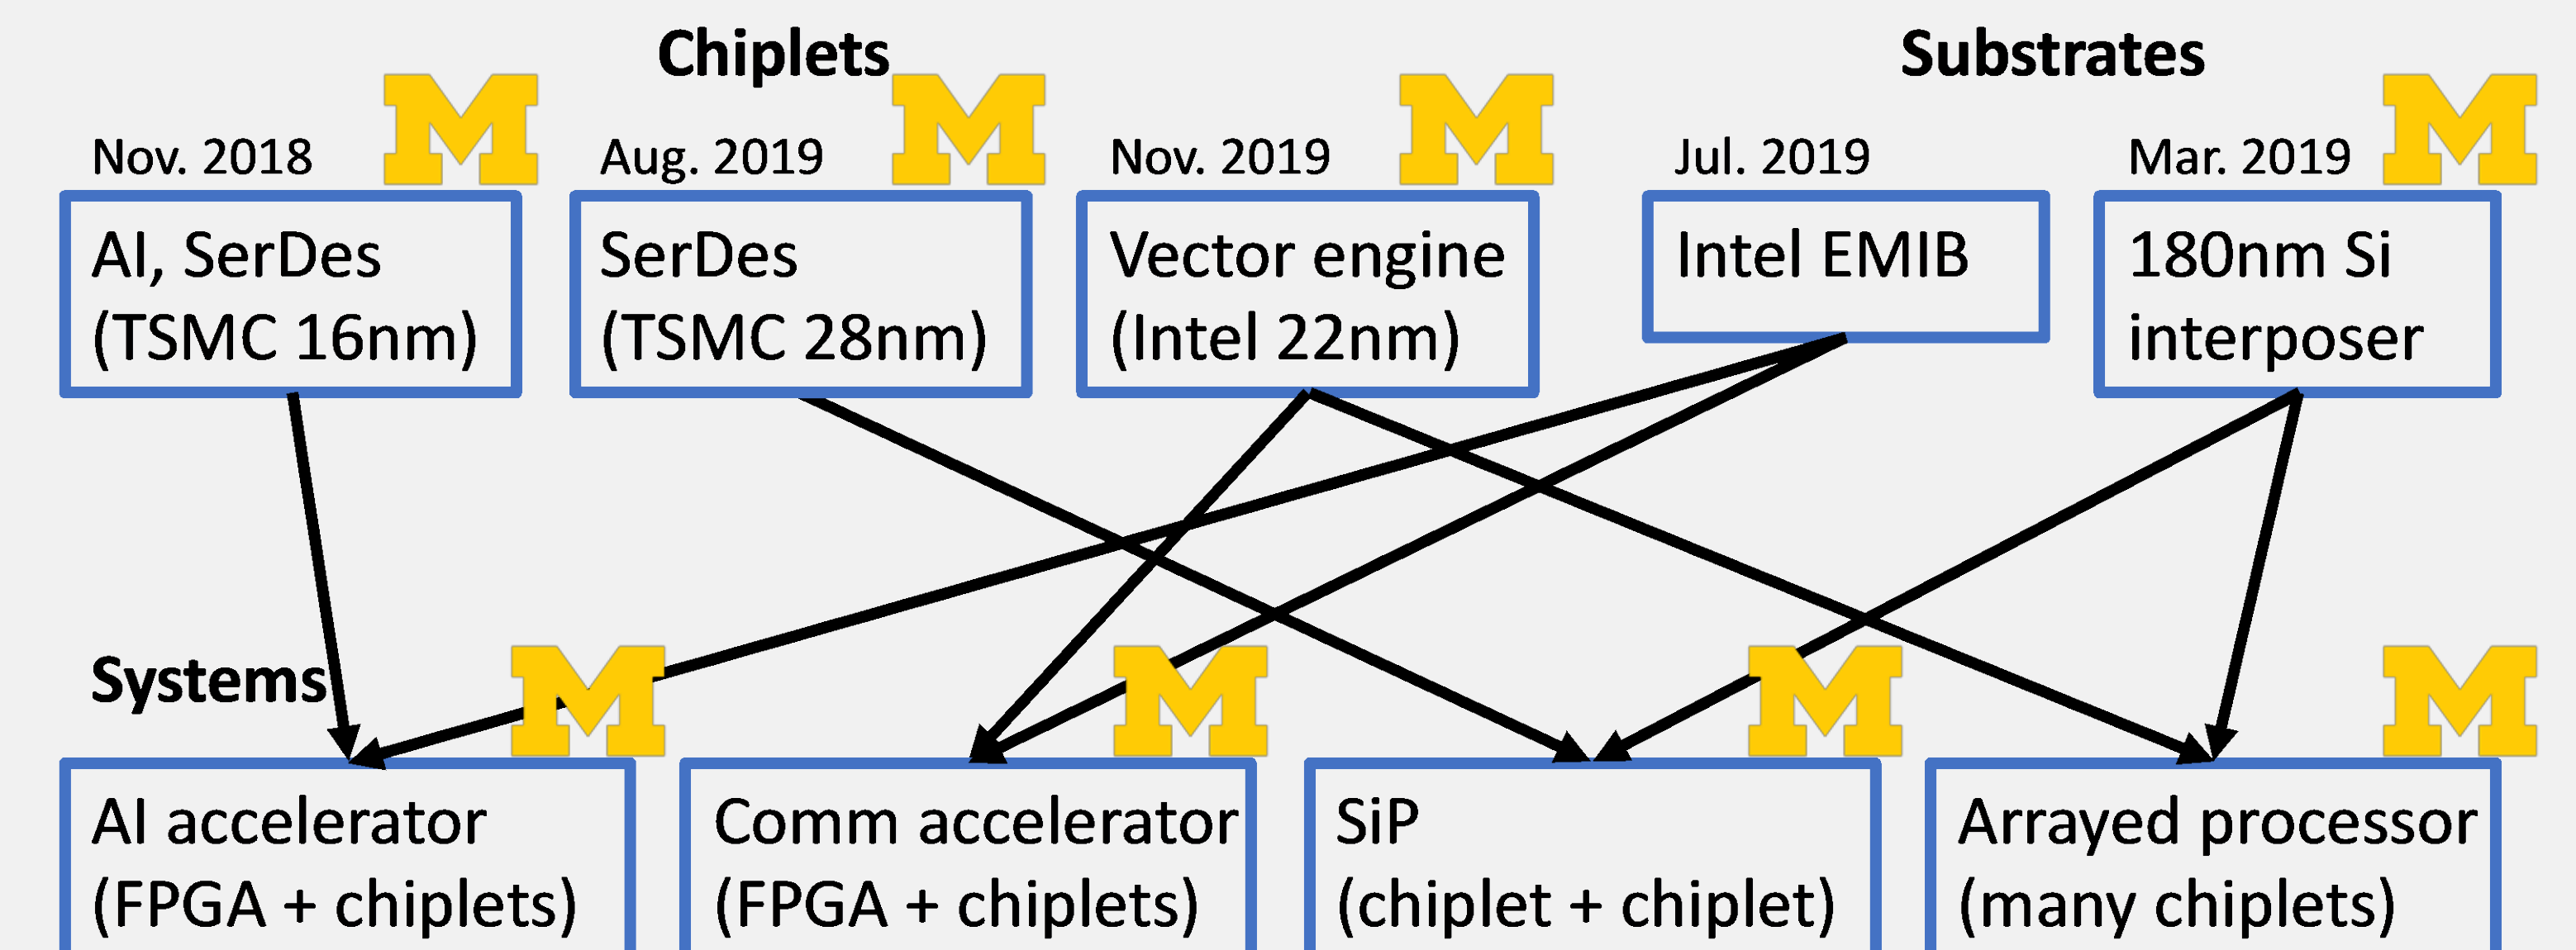 Chiplets
Substrates
Nov. 2018
M
Aug. 2019
M
Nov. 2019
M
Jul. 2019
Mar. 2019
M
AI, SerDes
(TSMC 16nm)
SerDes
(TSMC 28nm)
Vector engine
(Intel 22nm)
Intel EMIB
180nm Si
interposer
Systems
M
M
M
M
AI accelerator
(FPGA + chiplets)
Comm accelerator
(FPGA + chiplets)
SiP
(chiplet + chiplet)
Arrayed processor
(many chiplets)